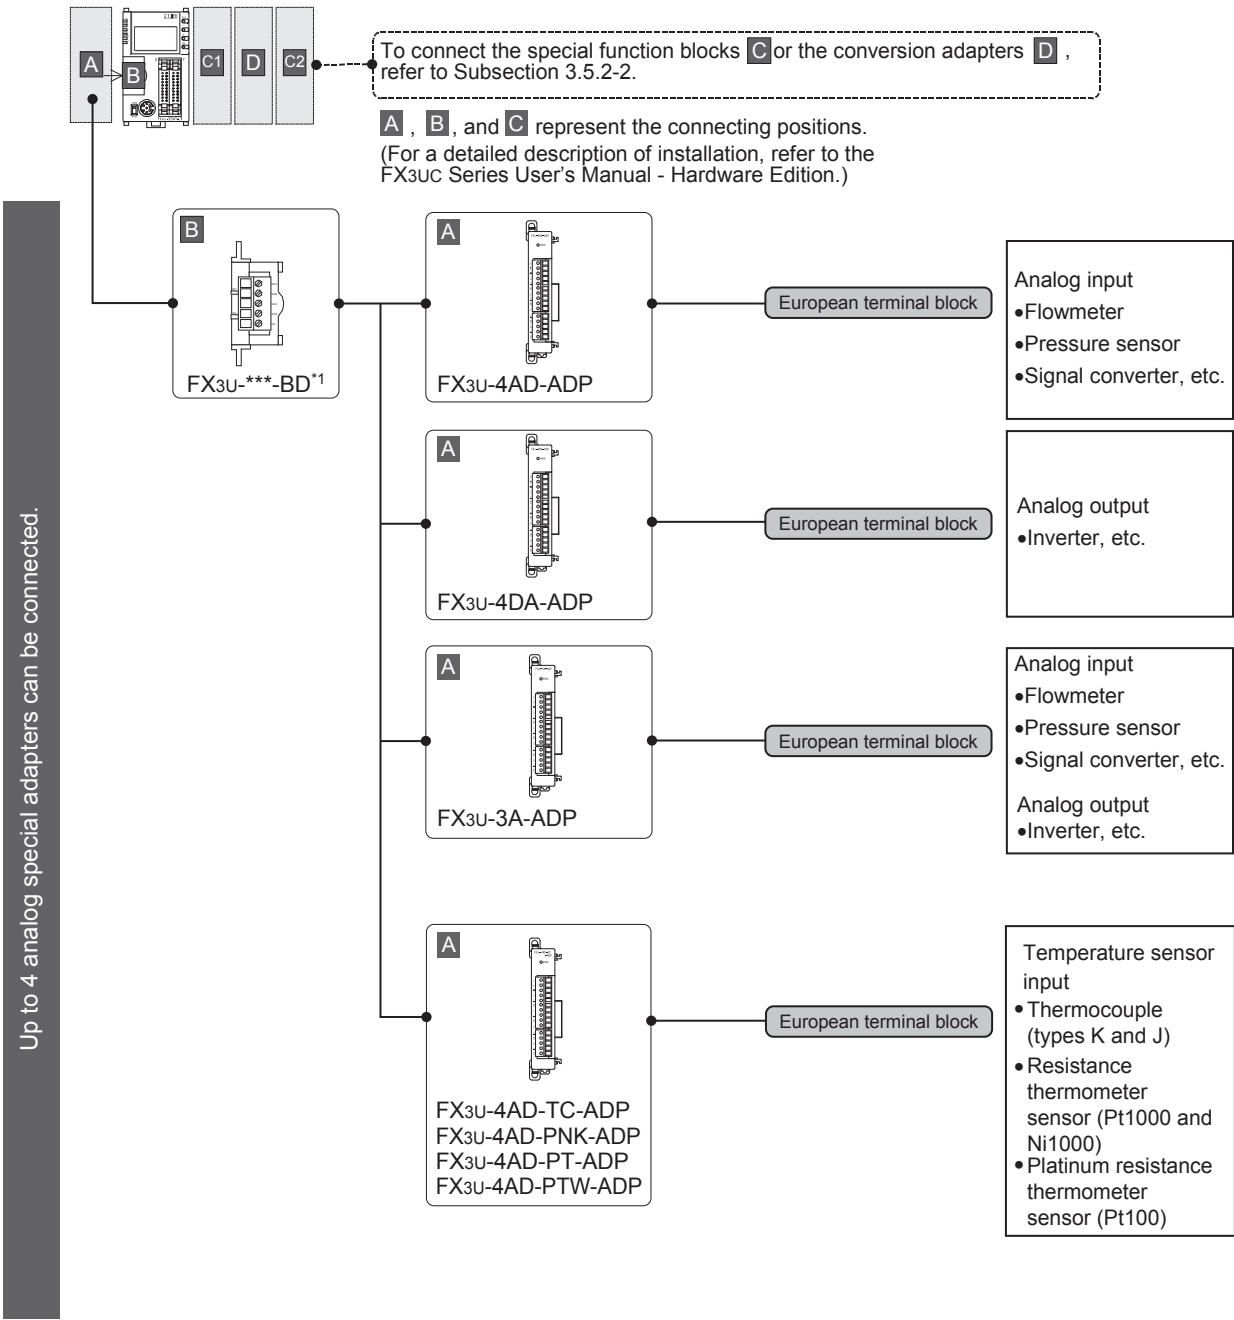 A
B
C1
D
C2
To connect the special function blocks C or the conversion adapters D ,
refer to Subsection 3.5.2-2.
A , B , and C represent the connecting positions.
(For a detailed description of installation, refer to the
FX3UC Series User's Manual - Hardware Edition.)
Up to 4 analog special adapters can be connected.
B
FX3U-***-BD*1
A
FX3U-4AD-ADP
European terminal block
Analog input
•Flowmeter
•Pressure sensor
•Signal converter, etc.
A
FX3U-4DA-ADP
European terminal block
Analog output
•Inverter, etc.
A
FX3U-3A-ADP
European terminal block
Analog input
•Flowmeter
•Pressure sensor
•Signal converter, etc.
Analog output
•Inverter, etc.
A
FX3U-4AD-TC-ADP
FX3U-4AD-PNK-ADP
FX3U-4AD-PT-ADP
FX3U-4AD-PTW-ADP
European terminal block
Temperature sensor
input
•Thermocouple
(types K and J)
•Resistance
thermometer
sensor (Pt1000 and
Ni1000)
•Platinum resistance
thermometer
sensor (Pt100)